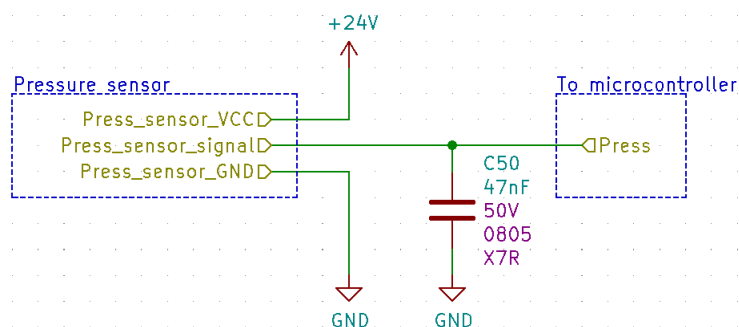 +24V
Pressure sensor
To microcontroller
Press_sensor_VCC
Press_sensor_signal
Press
Press_sensor_GND
C50
47nF
50V
0805
X7R
GND
GND